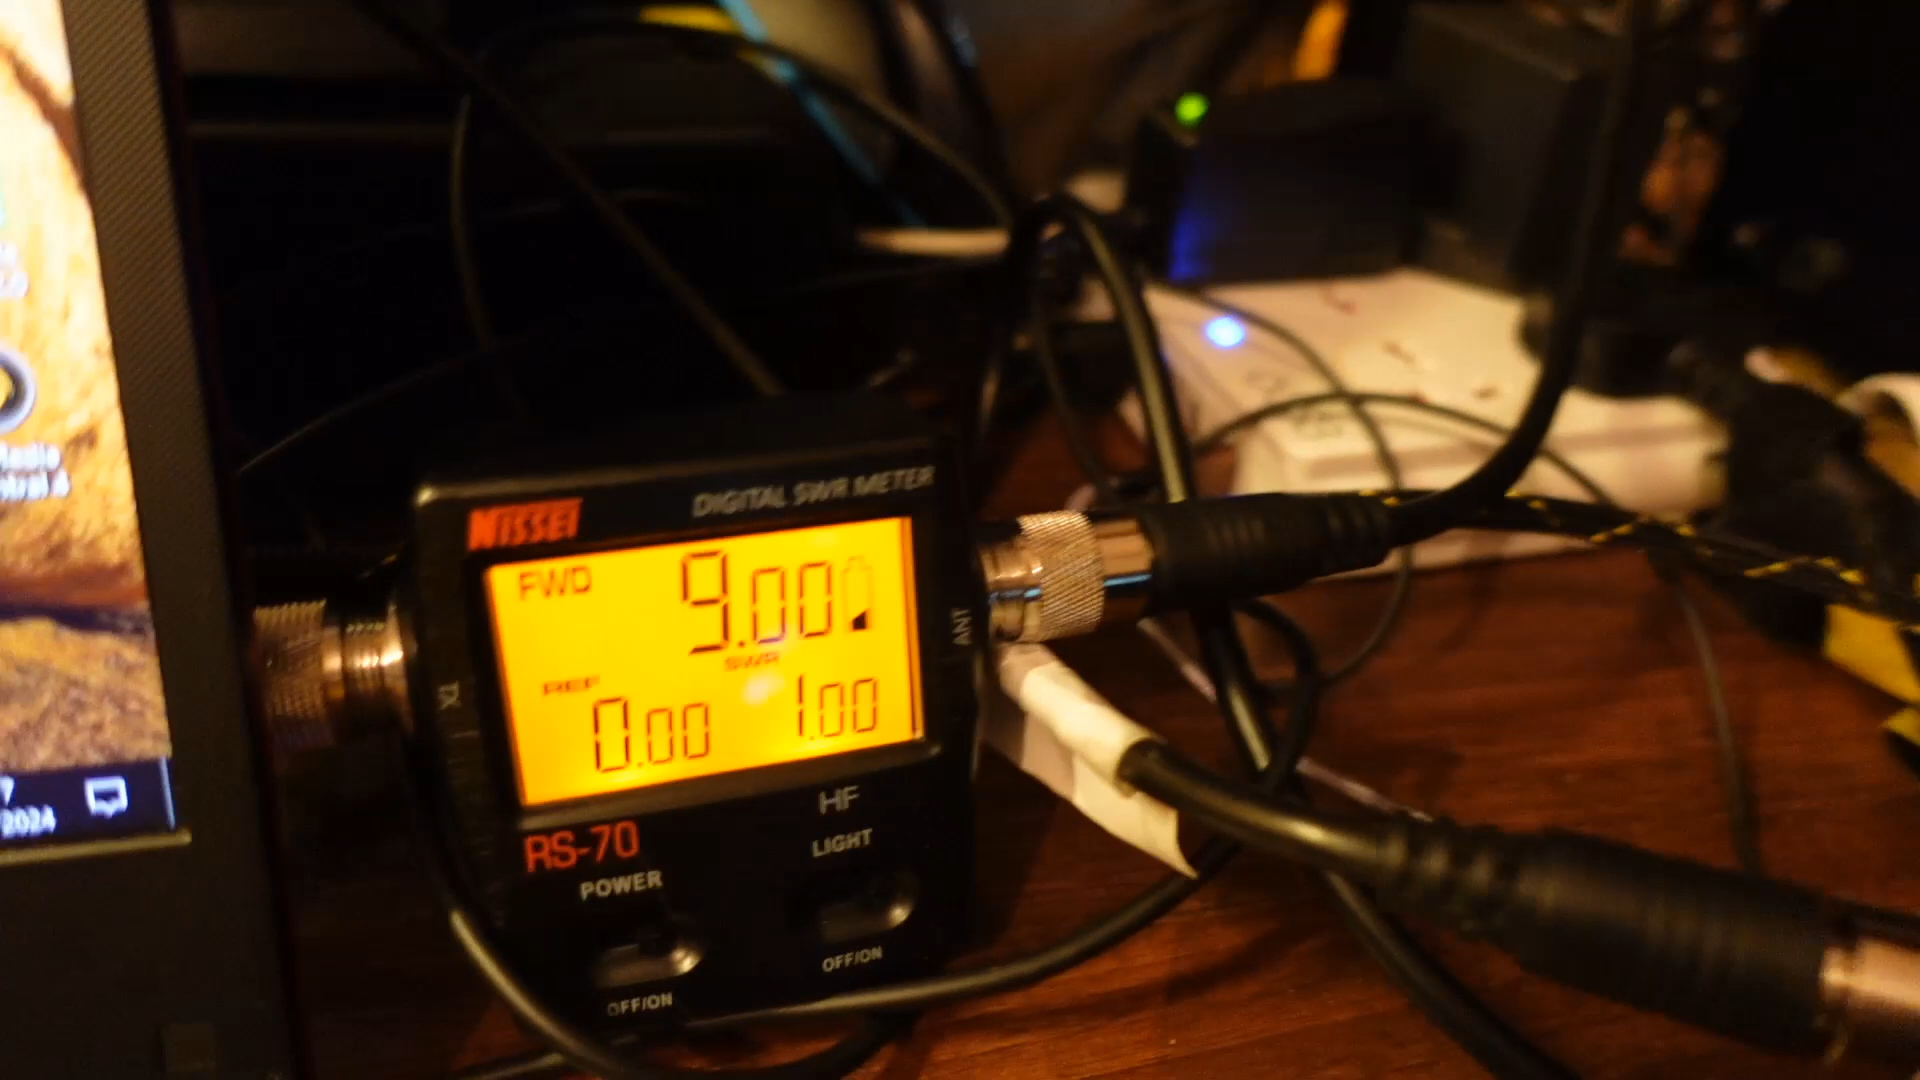 NISSEI
DIGITAL SWR METER
FWD
9.00
SWR
REF
0.00
1.00
TX
ANT
HF
RS-70
LIGHT
POWER
OFF/ON
OFF/ON
2024